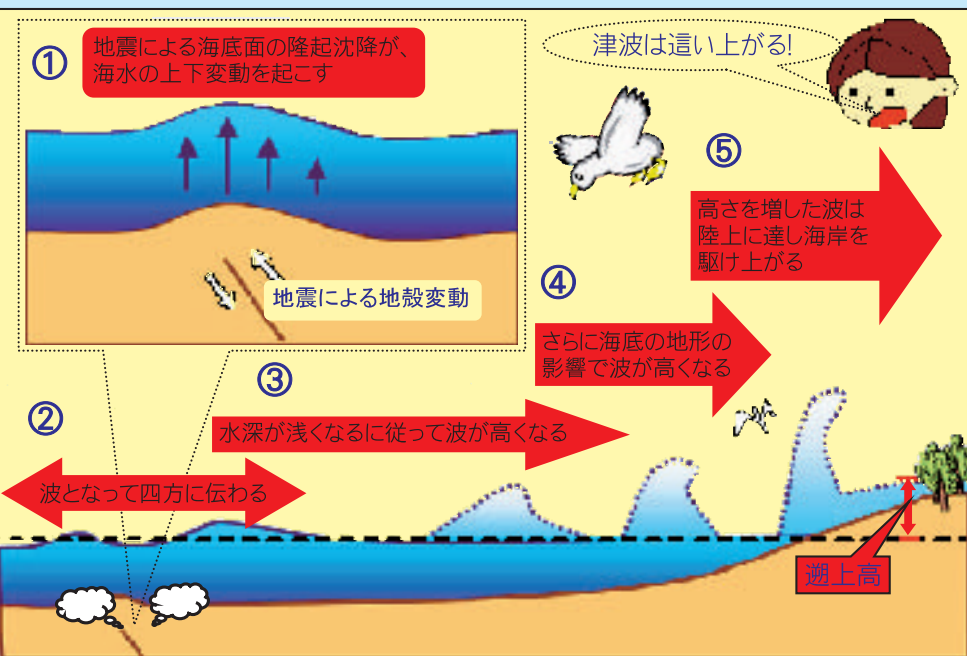 ①
地震による海底面の隆起沈降が、
海水の上下変動を起こす
地震による地殻変動
②
波となって四方に伝わる
③
水深が浅くなるに従って波が高くなる
④
さらに海底の地形の
影響で波が高くなる
⑤
高さを増した波は
陸上に達し海岸を
駆け上がる
津波は這い上がる!
遡上高